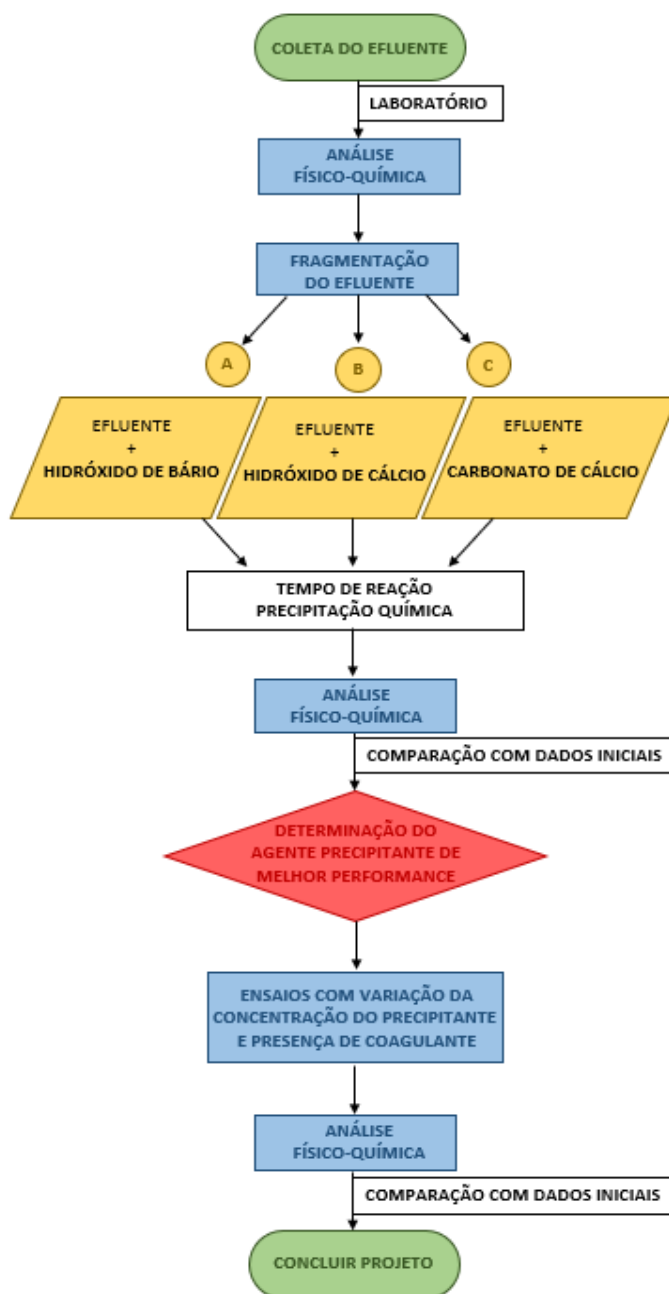 COLETA DO EFLUENTE
LABORATÓRIO
ANÁLISE
FÍSICO-QUÍMICA
FRAGMENTAÇÃO
DO EFLUENTE
A
B
C
EFLUENTE
+
HIDRÓXIDO DE BÁRIO
EFLUENTE
+
HIDRÓXIDO DE CÁLCIO
EFLUENTE
+
CARBONATO DE CÁLCIO
TEMPO DE REAÇÃO
PRECIPITAÇÃO QUÍMICA
ANÁLISE
FÍSICO-QUÍMICA
COMPARAÇÃO COM DADOS INICIAIS
DETERMINAÇÃO DO
AGENTE PRECIPITANTE DE
MELHOR PERFORMANCE
ENSAIOS COM VARIAÇÃO DA
CONCENTRAÇÃO DO PRECIPITANTE
E PRESENÇA DE COAGULANTE
ANÁLISE
FÍSICO-QUÍMICA
COMPARAÇÃO COM DADOS INICIAIS
CONCLUIR PROJETO